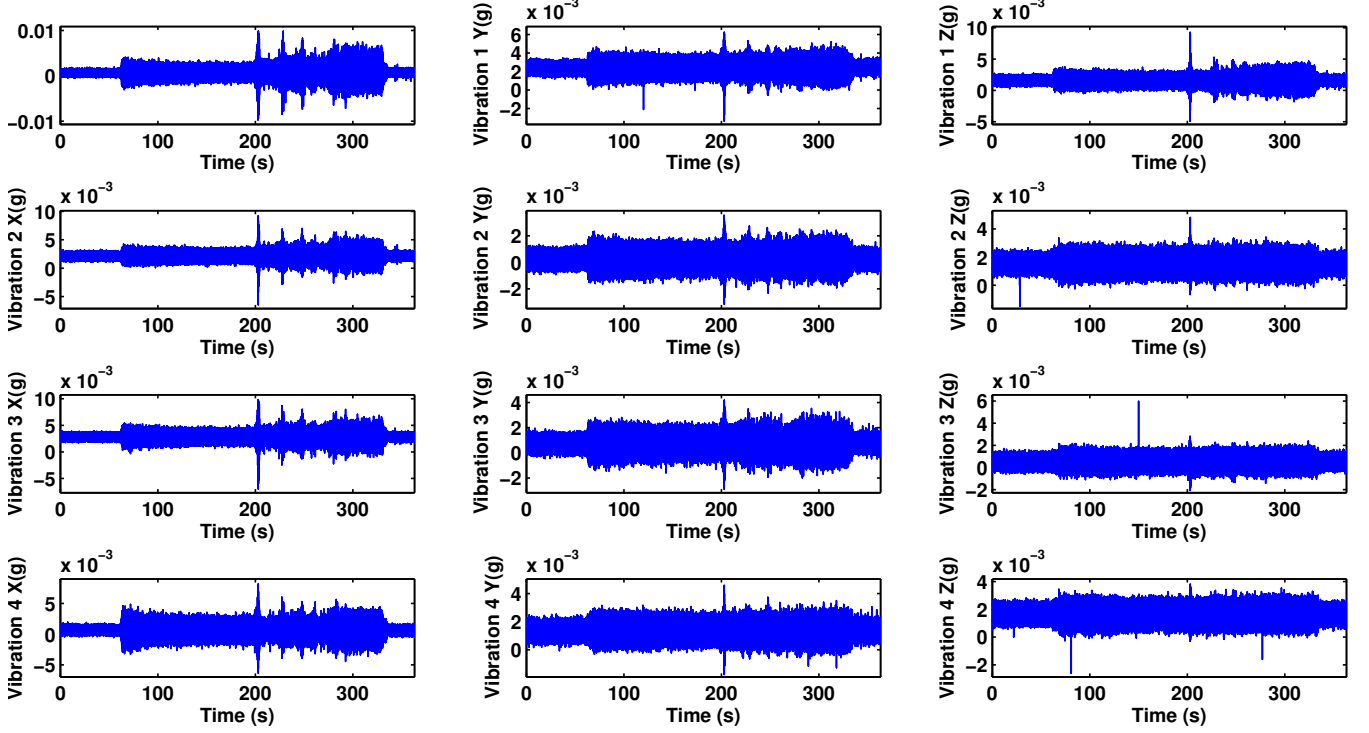 0.01
0
−0.01
0 100 200 300
Time (s)
x 10−3
Vibration 1 Y(g)
6
4
2
0
−2
0 100 200 300
Time (s)
x 10−3
Vibration 1 Z(g)
10
5
0
−5
0 100 200 300
Time (s)
x 10−3
Vibration 2 X(g)
10
5
0
−5
0 100 200 300
Time (s)
x 10−3
Vibration 2 Y(g)
2
0
−2
0 100 200 300
Time (s)
x 10−3
Vibration 2 Z(g)
4
2
0
0 100 200 300
Time (s)
x 10−3
Vibration 3 X(g)
10
5
0
−5
0 100 200 300
Time (s)
x 10−3
Vibration 3 Y(g)
4
2
0
−2
0 100 200 300
Time (s)
x 10−3
Vibration 3 Z(g)
6
4
2
0
−2
0 100 200 300
Time (s)
x 10−3
Vibration 4 X(g)
5
0
−5
0 100 200 300
Time (s)
x 10−3
Vibration 4 Y(g)
4
2
0
0 100 200 300
Time (s)
x 10−3
Vibration 4 Z(g)
4
2
0
−2
0 100 200 300
Time (s)